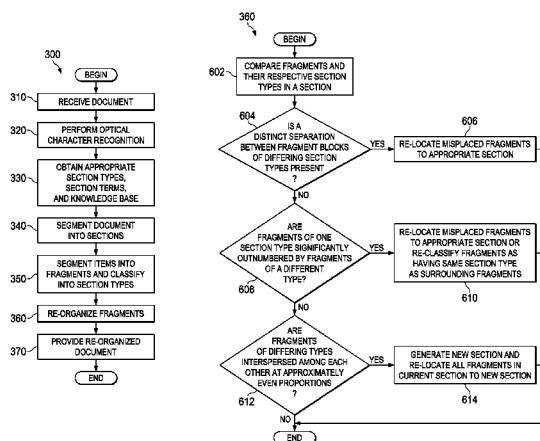 300
BEGIN
310
RECEIVE DOCUMENT
320
PERFORM OPTICAL
CHARACTER RECOGNITION
330
OBTAIN APPROPRIATE
SECTION TYPES,
SECTION TERMS,
AND KNOWLEDGE BASE
340
SEGMENT DOCUMENT
INTO SECTIONS
350
SEGMENT ITEMS INTO
FRAGMENTS AND CLASSIFY
INTO SECTION TYPES
360
RE-ORGANIZE FRAGMENTS
370
PROVIDE RE-ORGANIZED
DOCUMENT
END
360
BEGIN
602
COMPARE FRAGMENTS AND
THEIR RESPECTIVE SECTION
TYPES IN A SECTION
604
IS A
DISTINCT SEPARATION
BETWEEN FRAGMENT BLOCKS
OF DIFFERING SECTION
TYPES PRESENT
?
YES
606
RE-LOCATE MISPLACED FRAGMENTS
TO APPROPRIATE SECTION
NO
ARE
FRAGMENTS OF ONE
SECTION TYPE SIGNIFICANTLY
OUTNUMBERED BY FRAGMENTS
OF A DIFFERENT
TYPE?
608
YES
RE-LOCATE MISPLACED FRAGMENTS
TO APPROPRIATE SECTION OR
RE-CLASSIFY FRAGMENTS AS
HAVING SAME SECTION TYPE
AS SURROUNDING FRAGMENTS
610
NO
ARE
FRAGMENTS
OF DIFFERING TYPES
INTERSPERSED AMONG EACH
OTHER AT APPROXIMATELY
EVEN PROPORTIONS
?
612
YES
GENERATE NEW SECTION AND
RE-LOCATE ALL FRAGMENTS IN
CURRENT SECTION TO NEW SECTION
614
NO
END